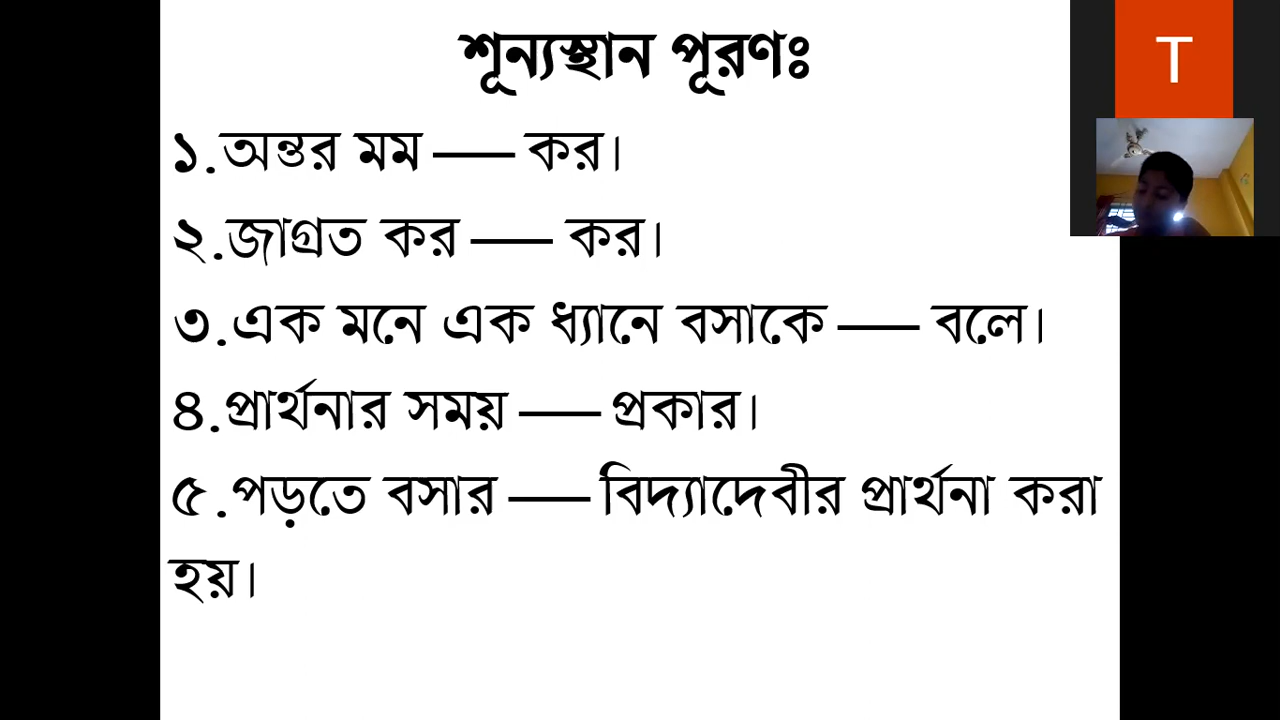 শূন্যস্থান পূরণঃ
T
১.অন্তর মম — কর।
২.জাগ্রত কর — কর।
৩.এক মনে এক ধ্যানে বসাকে — বলে।
৪.প্রার্থনার সময় — প্রকার।
৫.পড়তে বসার — বিদ্যাদেবীর প্রার্থনা করা
হয়।